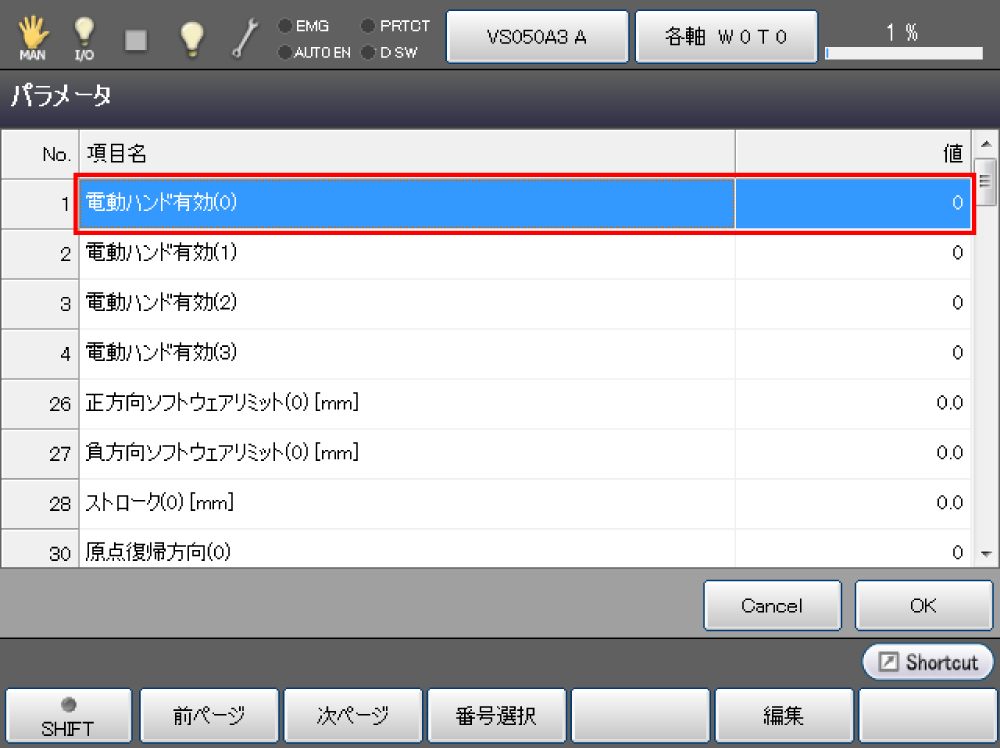 MAN
I/O
EMG
PRTCT
AUTO EN
D SW
VS050A3 A
各軸 W0T0
1 %
パラメータ
No. 項目名 値
1 電動ハンド有効(0) 0
2 電動ハンド有効(1) 0
3 電動ハンド有効(2) 0
4 電動ハンド有効(3) 0
26 正方向ソフトウェアリミット(0) [mm] 0.0
27 負方向ソフトウェアリミット(0) [mm] 0.0
28 ストローク(0) [mm] 0.0
30 原点復帰方向(0) 0
Cancel OK
Shortcut
SHIFT 前ページ 次ページ 番号選択 編集